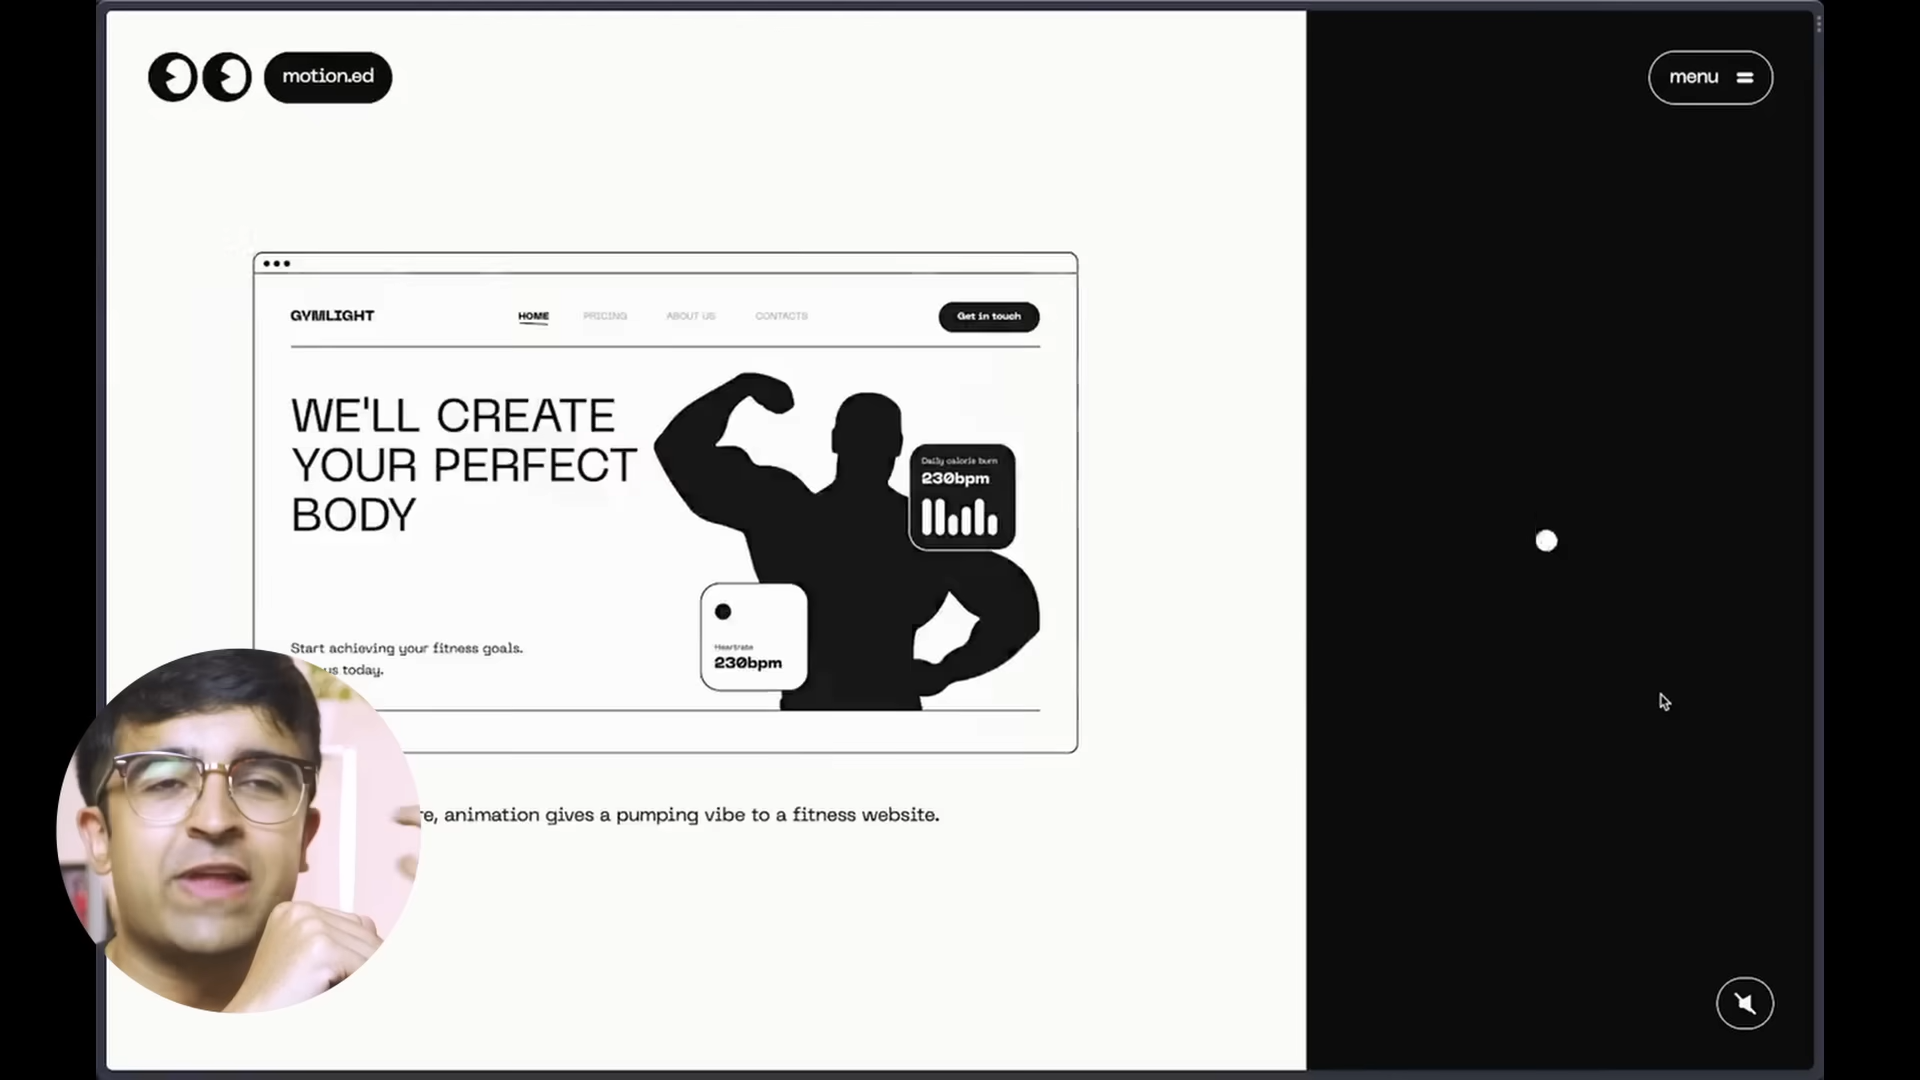 motion.ed
menu
GYMLIGHT
HOME
PRICING
ABOUT US
CONTACTS
Get in touch
WE'LL CREATE
YOUR PERFECT
BODY
Daily calorie burn
230bpm
Heartrate
230bpm
Start achieving your fitness goals.
us today.
animation gives a pumping vibe to a fitness website.